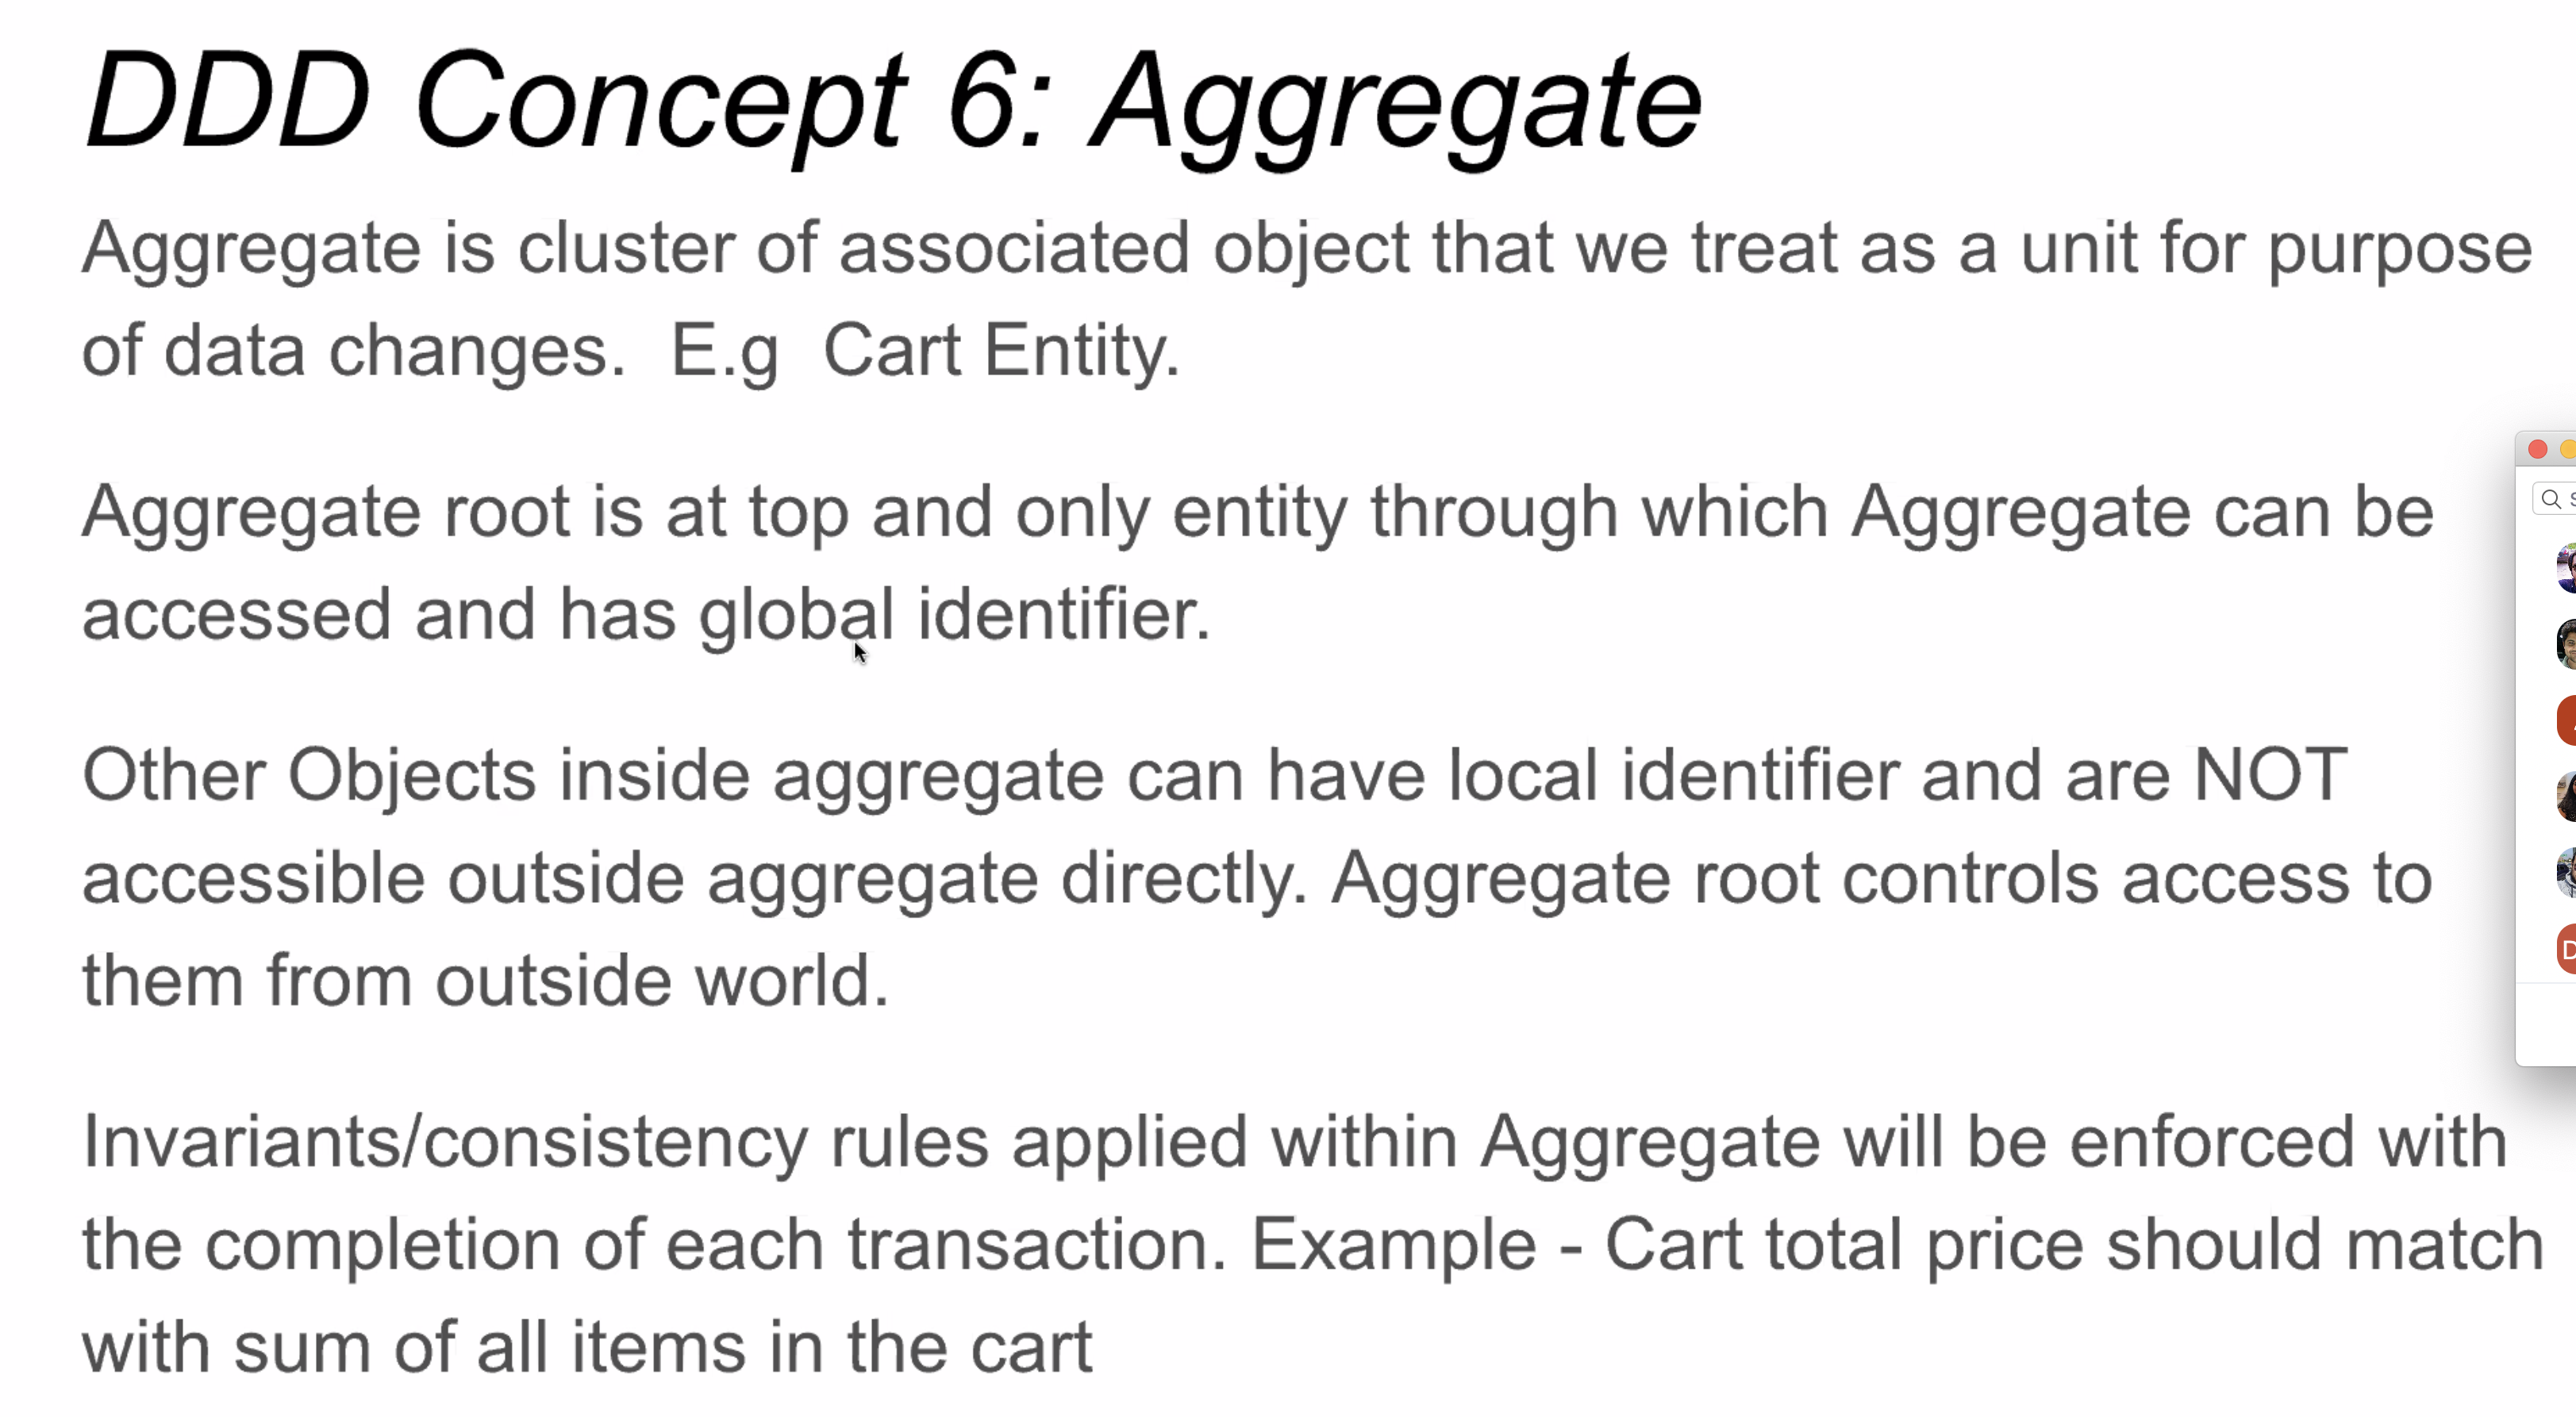 DDD Concept 6: Aggregate
Aggregate is cluster of associated object that we treat as a unit for purpose
of data changes.  E.g  Cart Entity.
Aggregate root is at top and only entity through which Aggregate can be
accessed and has global identifier.
Other Objects inside aggregate can have local identifier and are NOT
accessible outside aggregate directly. Aggregate root controls access to
them from outside world.
Invariants/consistency rules applied within Aggregate will be enforced with
the completion of each transaction. Example - Cart total price should match
with sum of all items in the cart